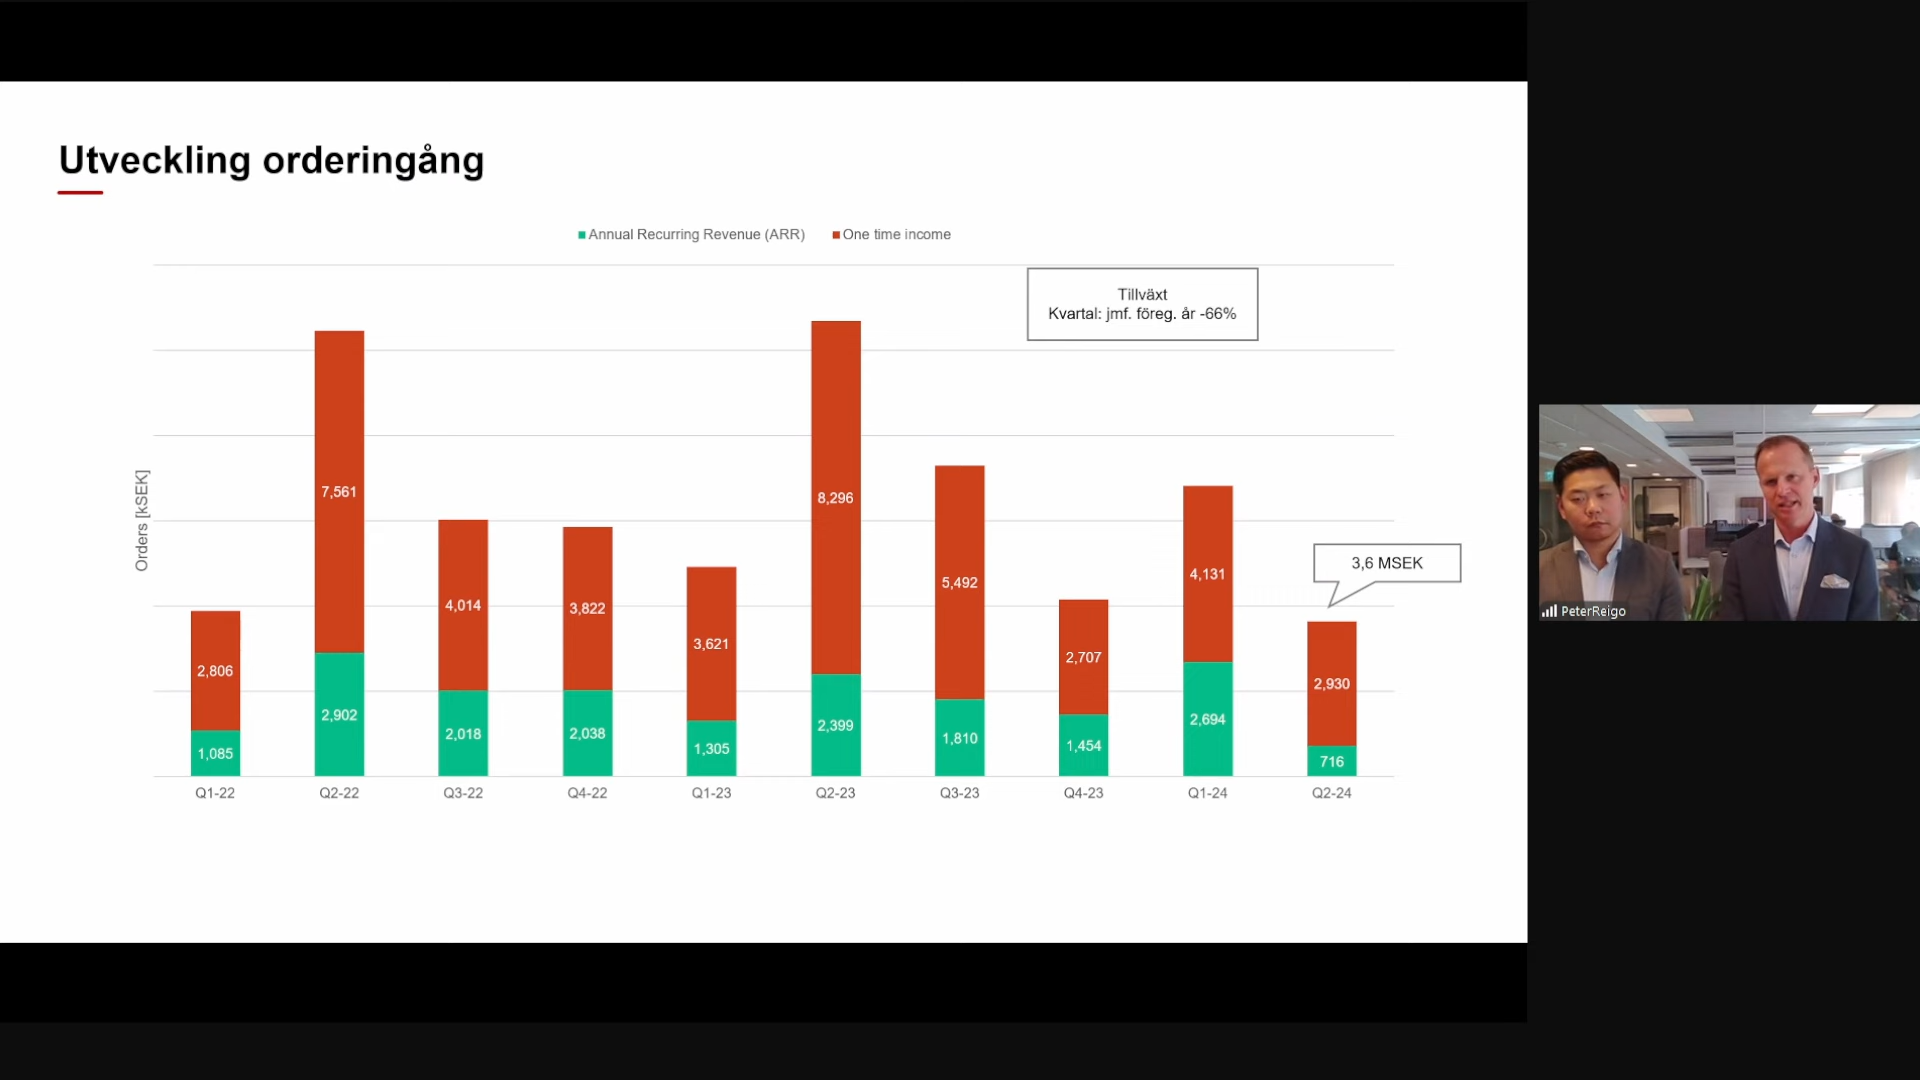 Utveckling orderingång
Annual Recurring Revenue (ARR) One time income
Tillväxt
Kvartal: jmf. föreg. år -66%
Orders [kSEK]
3,6 MSEK
2,806 7,561 4,014 3,822 3,621 8,296 5,492 2,707 4,131 2,930
1,085 2,902 2,018 2,038 1,305 2,399 1,810 1,454 2,694 716
Q1-22 Q2-22 Q3-22 Q4-22 Q1-23 Q2-23 Q3-23 Q4-23 Q1-24 Q2-24
PeterReigo